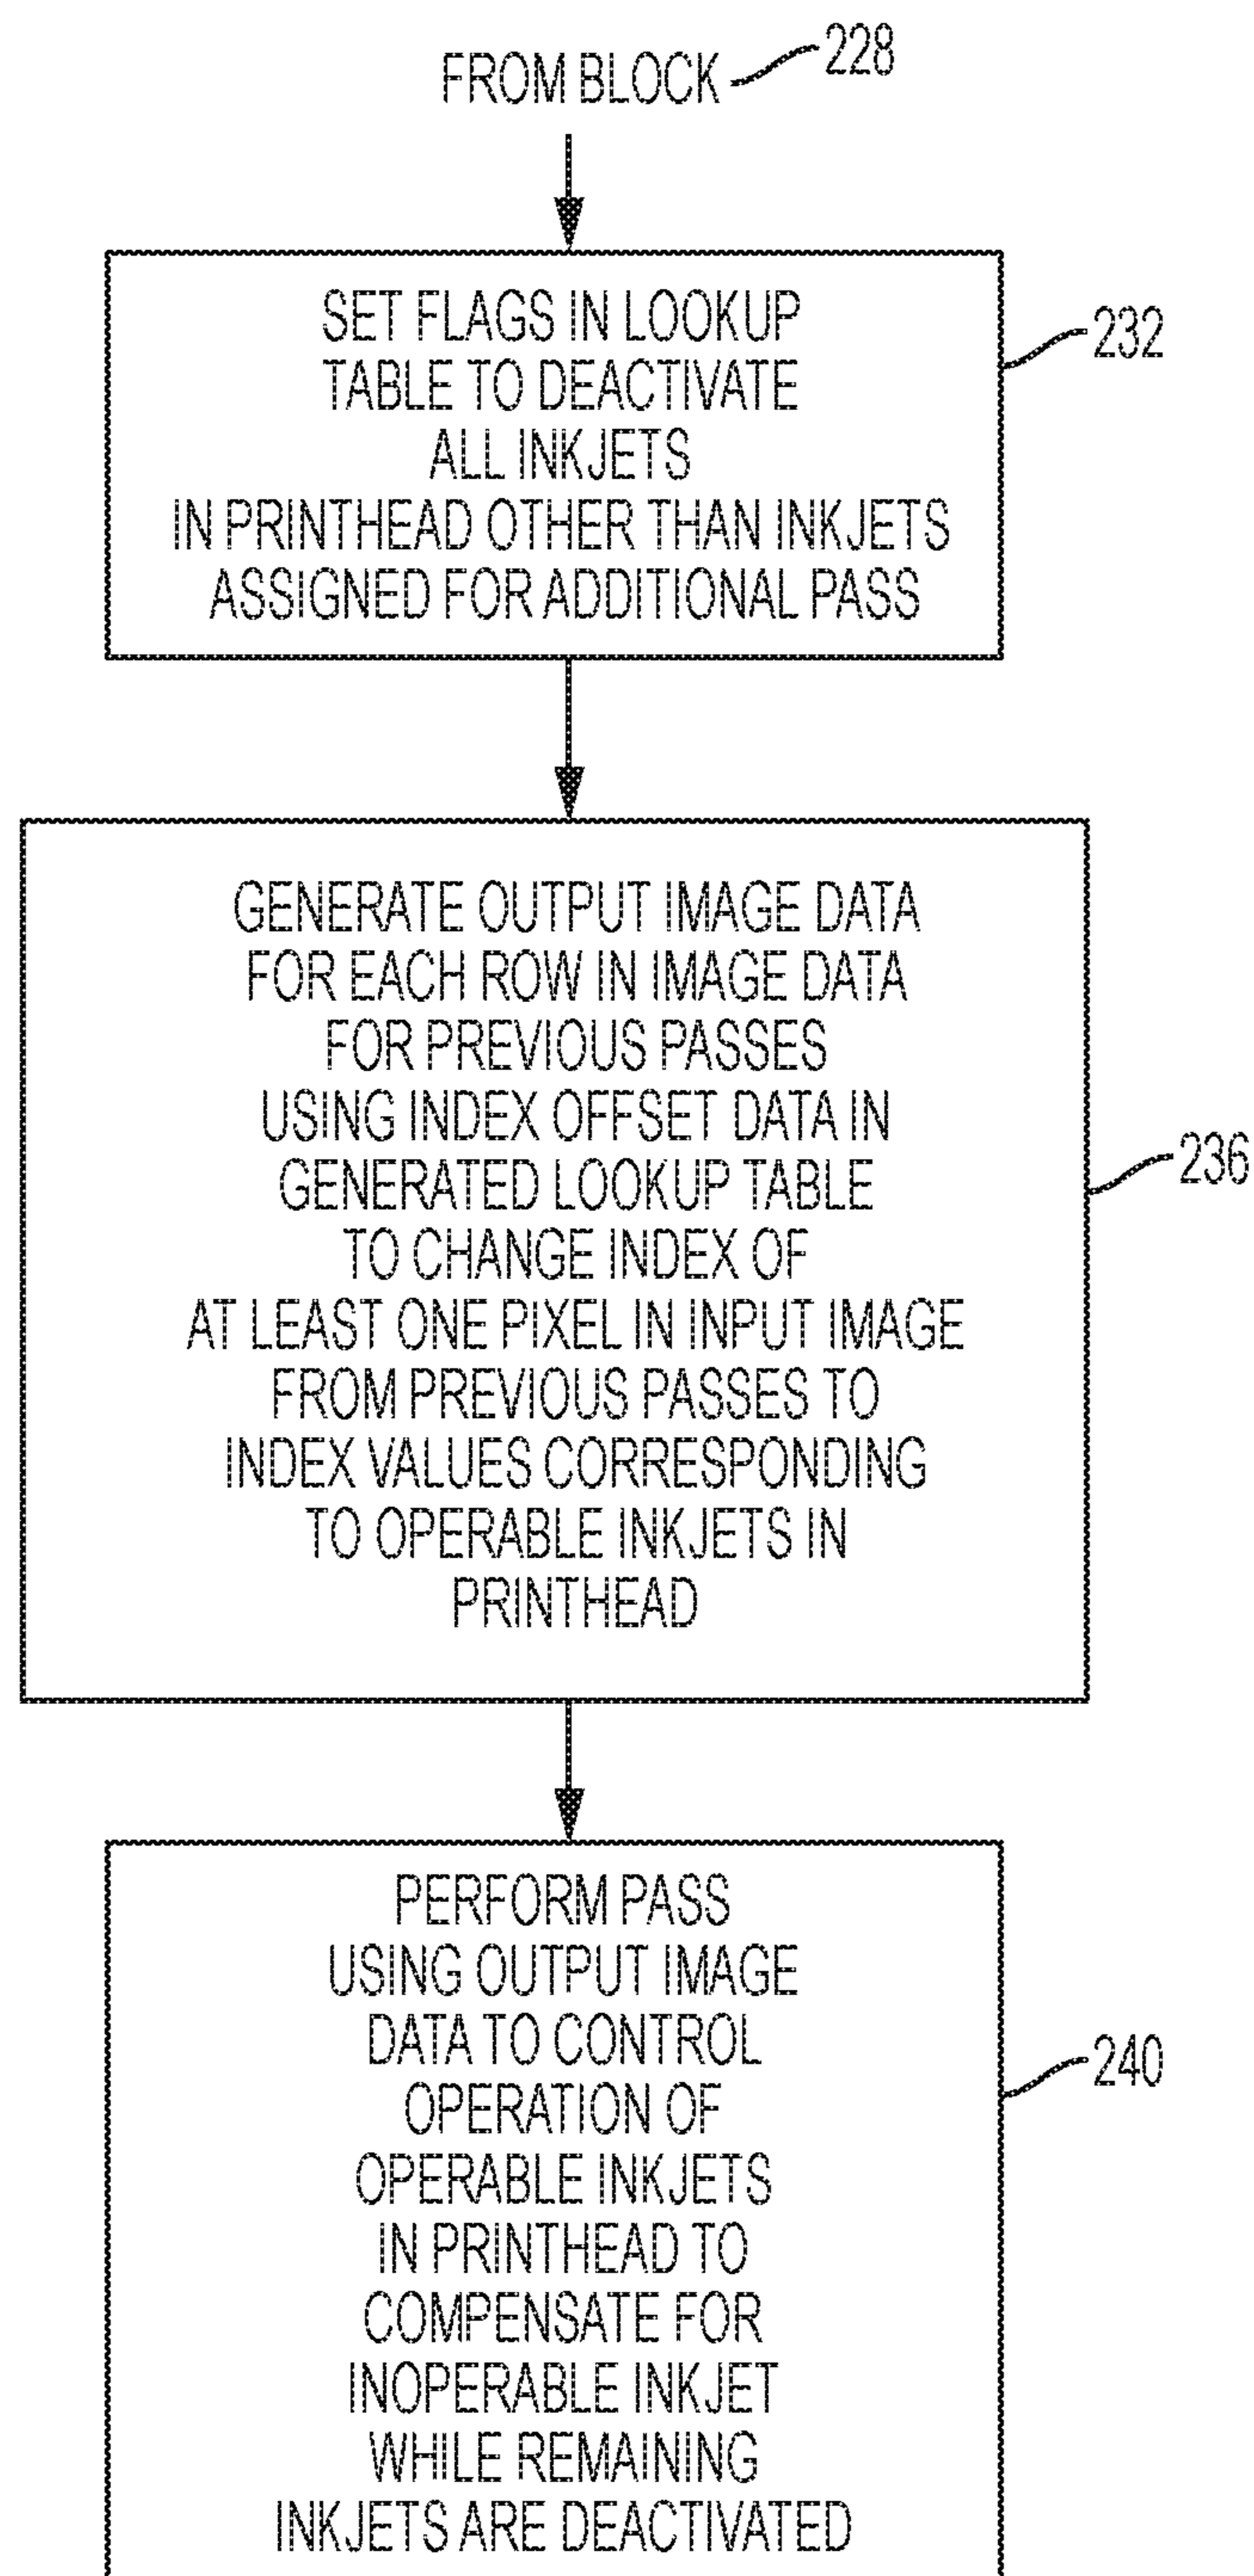 FROM BLOCK 228
SET FLAGS IN LOOKUP
TABLE TO DEACTIVATE
ALL INKJETS
IN PRINTHEAD OTHER THAN INKJETS
ASSIGNED FOR ADDITIONAL PASS
232
GENERATE OUTPUT IMAGE DATA
FOR EACH ROW IN IMAGE DATA
FOR PREVIOUS PASSES
USING INDEX OFFSET DATA IN
GENERATED LOOKUP TABLE
TO CHANGE INDEX OF
AT LEAST ONE PIXEL IN INPUT IMAGE
FROM PREVIOUS PASSES TO
INDEX VALUES CORRESPONDING
TO OPERABLE INKJETS IN
PRINTHEAD
236
PERFORM PASS
USING OUTPUT IMAGE
DATA TO CONTROL
OPERATION OF
OPERABLE INKJETS
IN PRINTHEAD TO
COMPENSATE FOR
INOPERABLE INKJET
WHILE REMAINING
INKJETS ARE DEACTIVATED
240